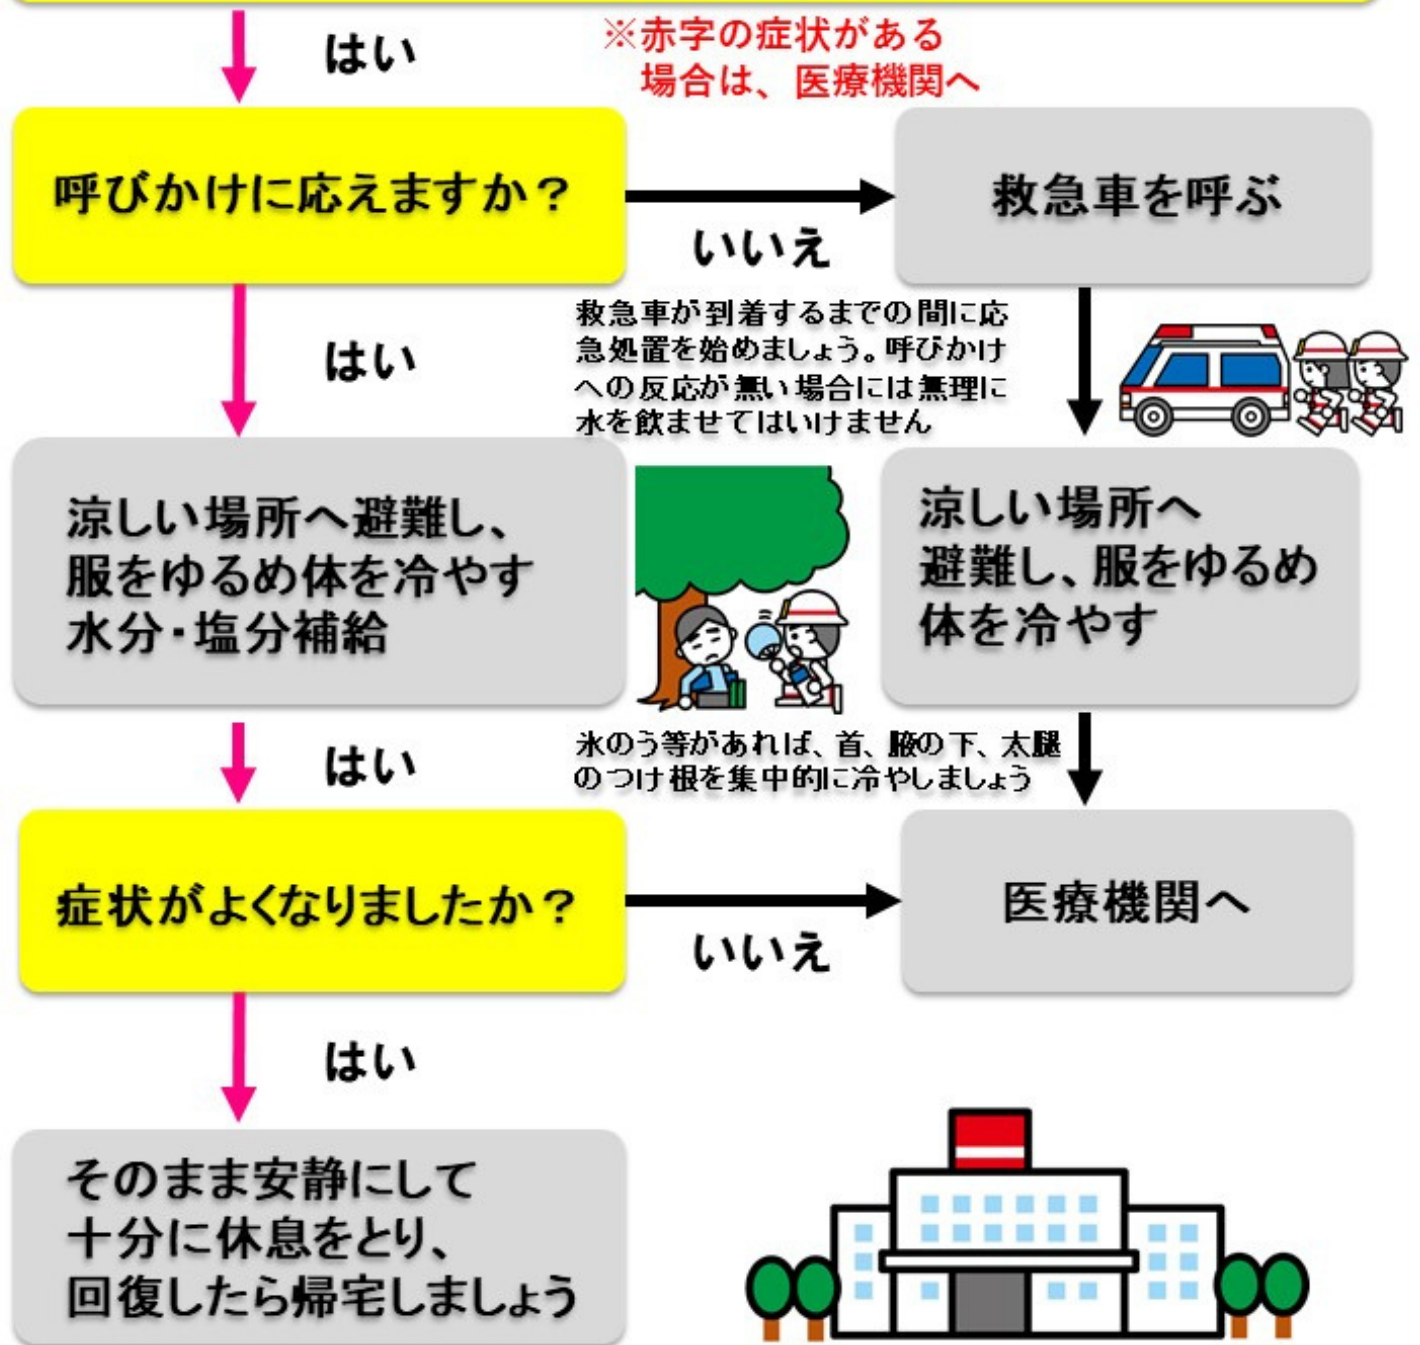 はい
※赤字の症状がある
場合は、医療機関へ
呼びかけに応えますか？
いいえ
救急車を呼ぶ
はい
救急車が到着するまでの間に応
急処置を始めましょう。呼びかけ
への反応が無い場合には無理に
水を飲ませてはいけません
涼しい場所へ避難し、
服をゆるめ体を冷やす
水分・塩分補給
涼しい場所へ
避難し、服をゆるめ
体を冷やす
はい
氷のう等があれば、首、腋の下、太腿
のつけ根を集中的に冷やしましょう
症状がよくなりましたか？
いいえ
医療機関へ
はい
そのまま安静にして
十分に休息をとり、
回復したら帰宅しましょう